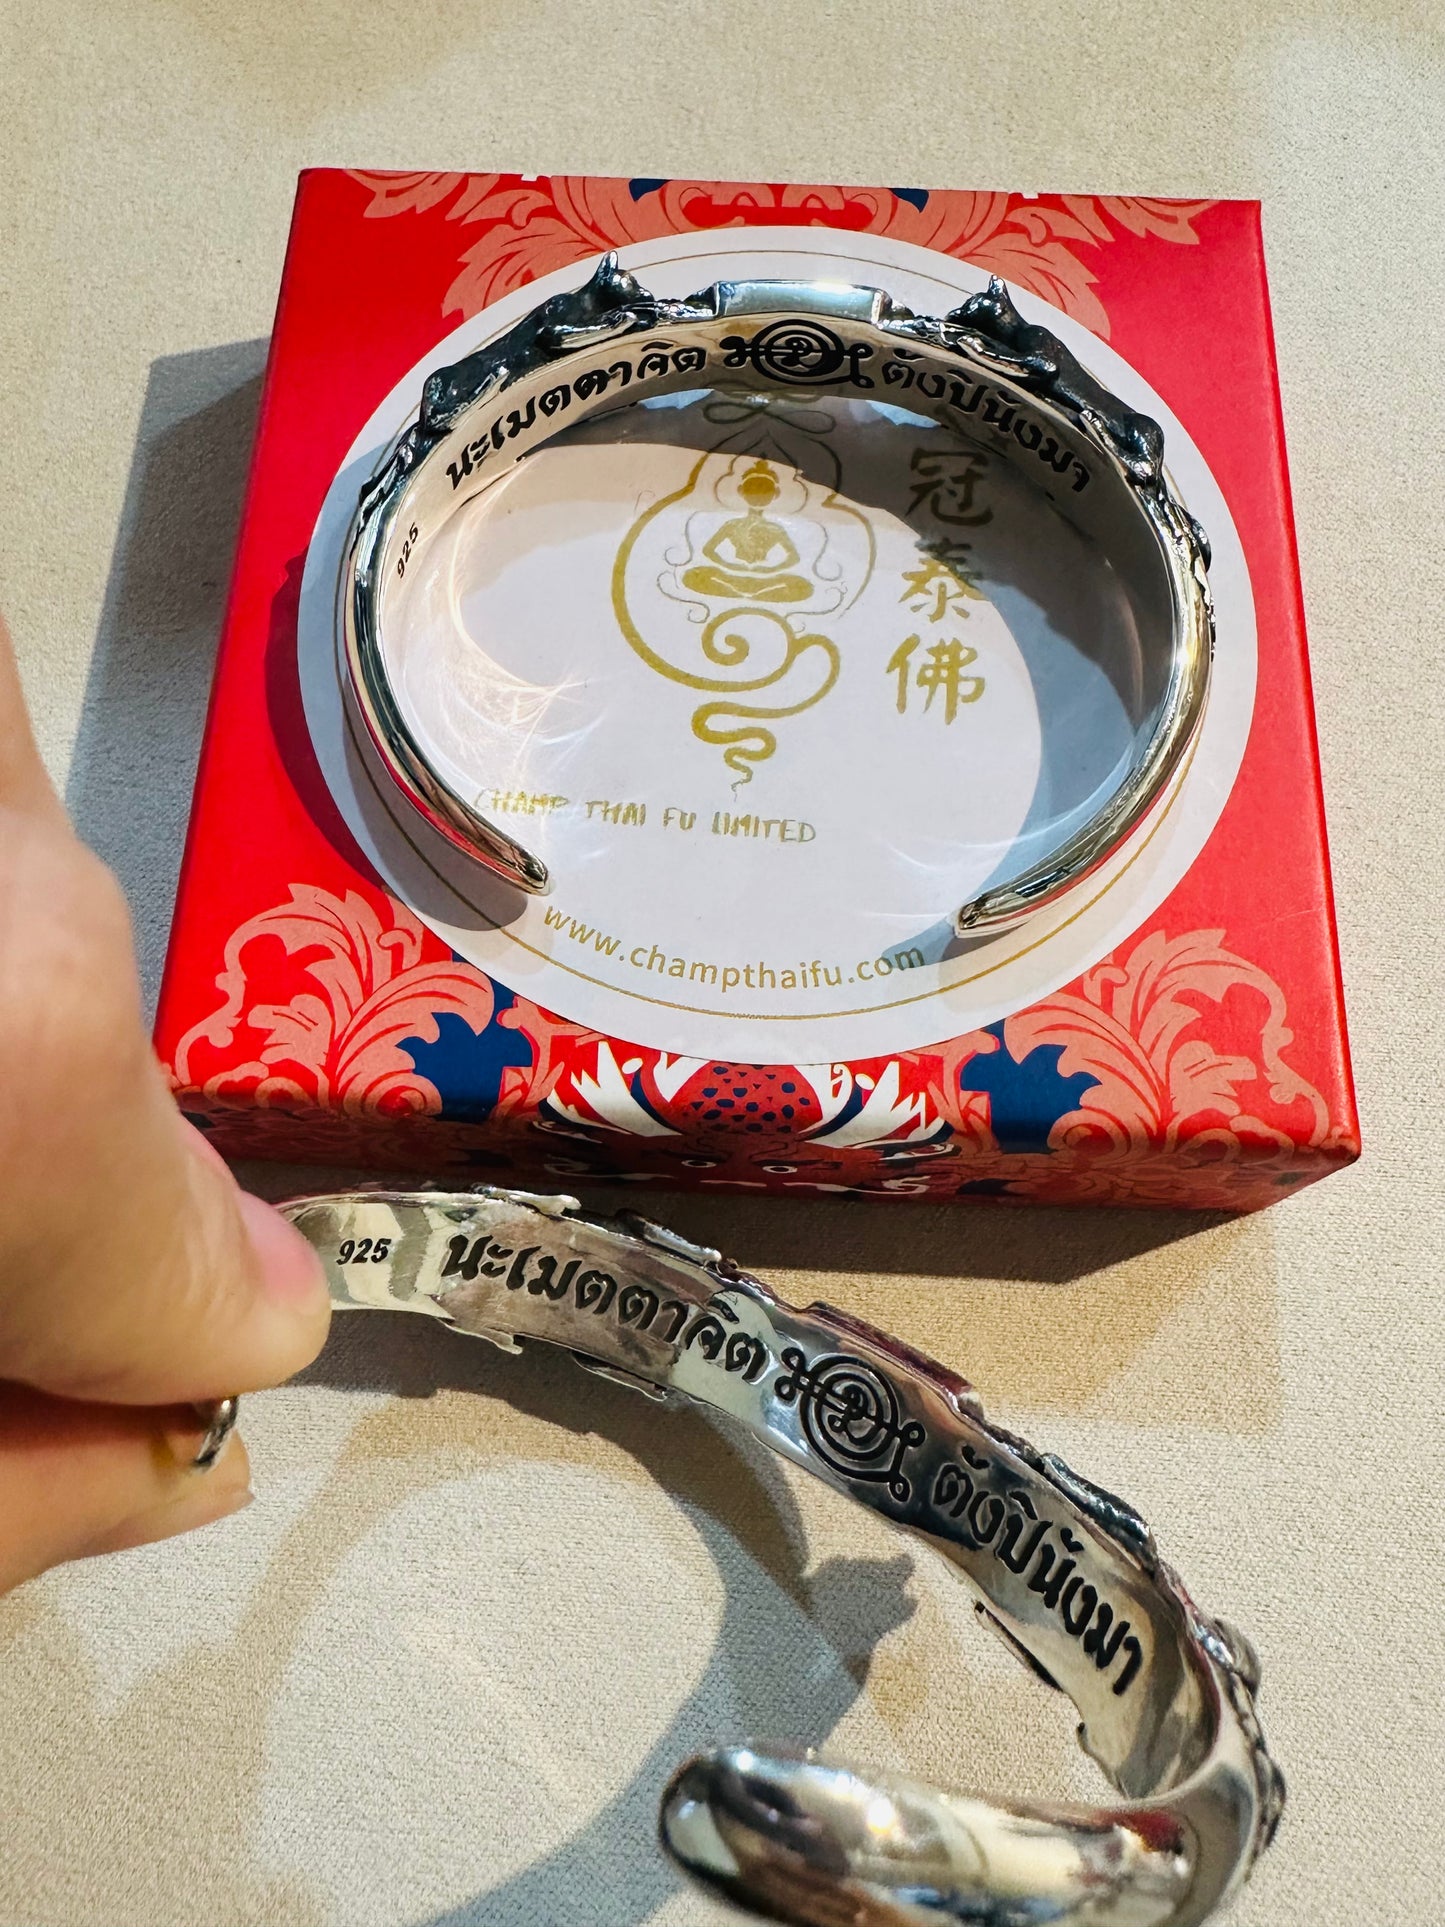 นะเมตตาจิต ตังปินังมา
925
冠泰佛
CHAMP THAI FU LIMITED
www.champthaifu.com
925 นะเมตตาจิต ตังปินังมา